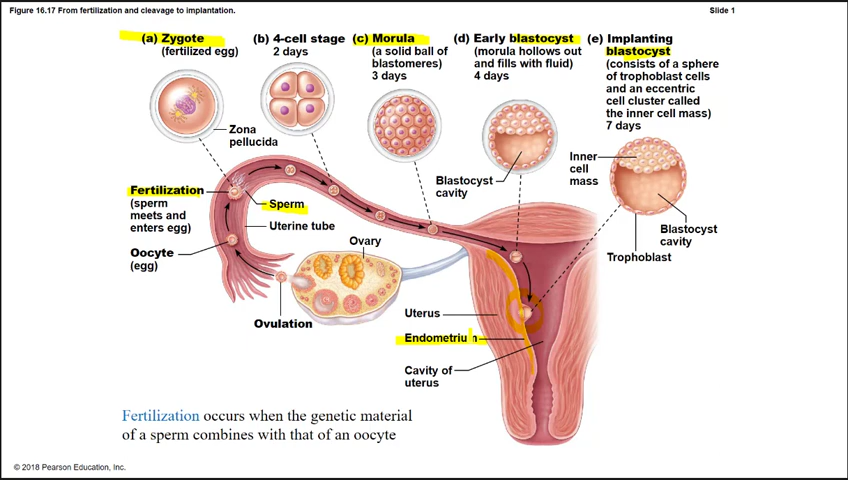 Figure 16.17 From fertilization and cleavage to implantation.
Slide 1
(a) Zygote
(fertilized egg)
(b) 4-cell stage
2 days
(c) Morula
(a solid ball of
blastomeres)
3 days
(d) Early blastocyst
(morula hollows out
and fills with fluid)
4 days
(e) Implanting
blastocyst
(consists of a sphere
of trophoblast cells
and an eccentric
cell cluster called
the inner cell mass)
7 days
Zona
pellucida
Blastocyst
cavity
Inner
cell
mass
Blastocyst
cavity
Trophoblast
Fertilization
(sperm
meets and
enters egg)
Sperm
Uterine tube
Oocyte
(egg)
Ovary
Ovulation
Uterus
Endometrium
Cavity of
uterus
Fertilization occurs when the genetic material
of a sperm combines with that of an oocyte
© 2018 Pearson Education, Inc.